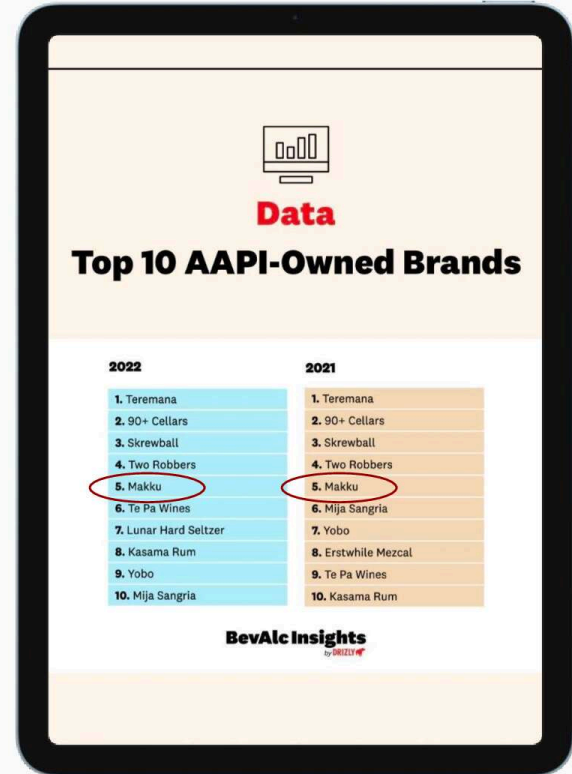 Data
Top 10 AAPI-Owned Brands
2022
1. Teremana
2. 90+ Cellars
3. Skrewball
4. Two Robbers
5. Makku
6. Te Pa Wines
7. Lunar Hard Seltzer
8. Kasama Rum
9. Yobo
10. Mija Sangria
2021
1. Teremana
2. 90+ Cellars
3. Skrewball
4. Two Robbers
5. Makku
6. Mija Sangria
7. Yobo
8. Erstwhile Mezcal
9. Te Pa Wines
10. Kasama Rum
BevAlc Insights
by DRIZLY